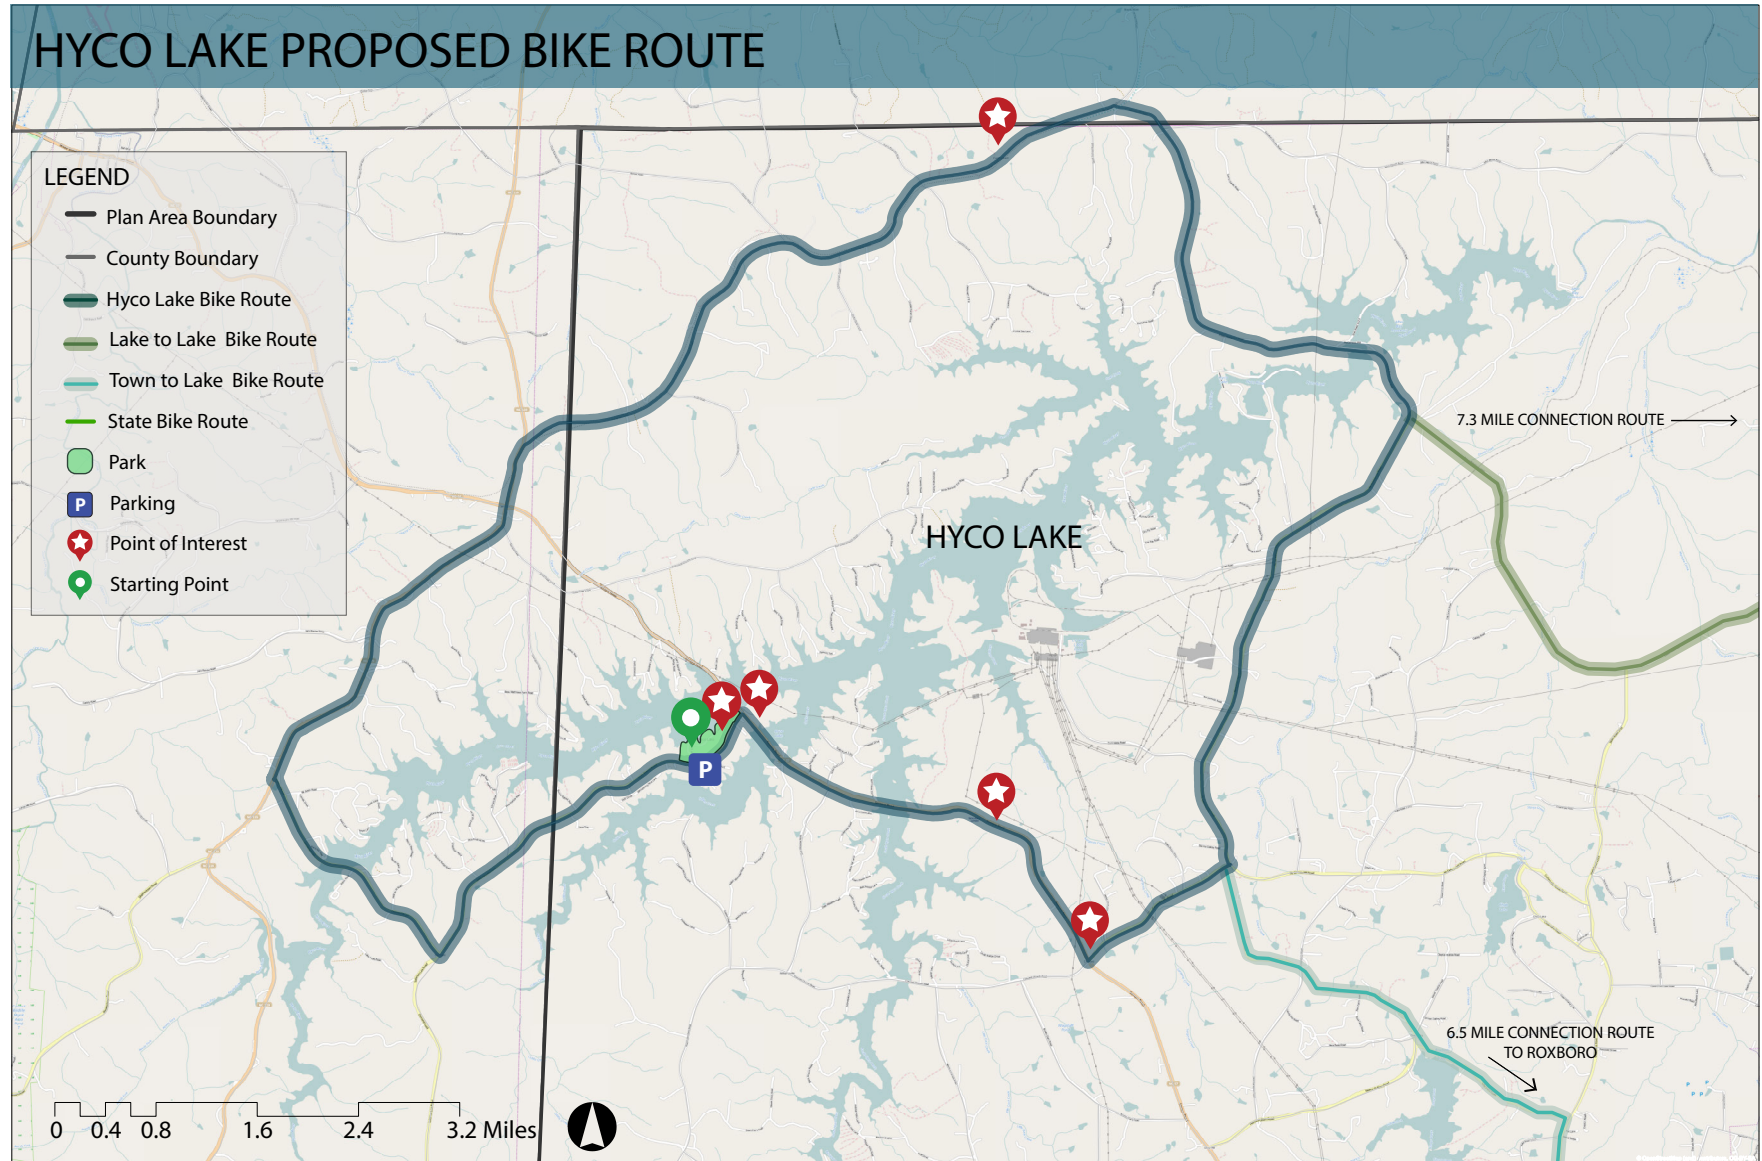 HYCO LAKE PROPOSED BIKE ROUTE
LEGEND
Plan Area Boundary
County Boundary
Hyco Lake Bike Route
Lake to Lake Bike Route
Town to Lake Bike Route
State Bike Route
Park
P
Parking
Point of Interest
Starting Point
7.3 MILE CONNECTION ROUTE
HYCO LAKE
P
6.5 MILE CONNECTION ROUTE
TO ROXBORO
0 0.4 0.8 1.6 2.4 3.2 Miles